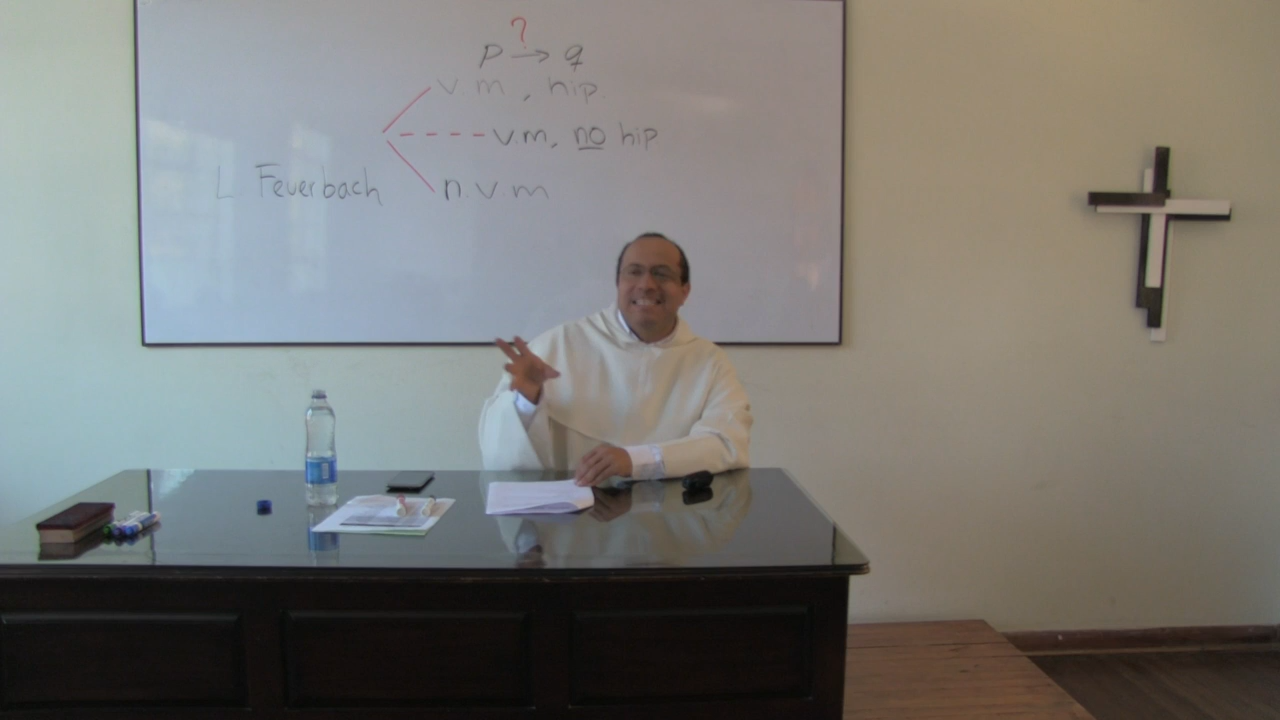 ?
p → q
v.m, hip.
v.m, no hip
L Feuerbach
n.v.m